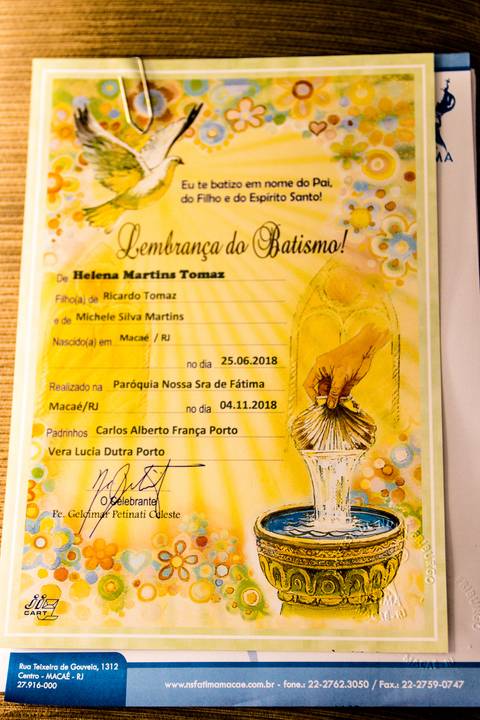 Eu te batizo em nome do Pai,
do Filho e do Espírito Santo!
Lembrança do Batismo!
De Helena Martins Tomaz
Filho(a) de Ricardo Tomaz
e de Michele Silva Martins
Nascido(a) em Macaé / RJ
no dia 25.06.2018
Realizado na Paróquia Nossa Sra de Fátima
Macaé/RJ no dia 04.11.2018
Padrinhos Carlos Alberto França Porto
Vera Lucia Dutra Porto
O Celebrante
Pe. Gelcimar Petinati Celeste
CART
Rua Teixeira de Gouveia, 1312
Centro - MACAÉ - RJ
27.916-000
www.nsfatimamacae.com.br - fone.: 22-2762.3050 / Fax.: 22-2759-0747